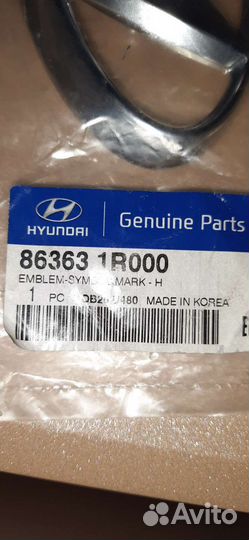 HYUNDAI
Genuine Parts
86363 1R000
EMBLEM-SYMBOL MARK - H
1 PC MADE IN KOREA
Avito